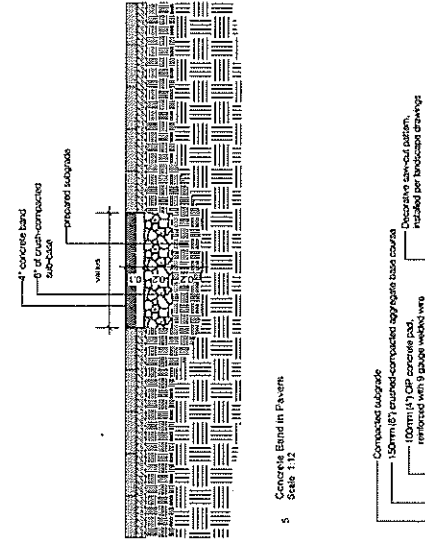 4" concrete band
6" of crush-compacted
sub-base
prepared subgrade
varies
5 Concrete Band in Pavers
Scale 1:12
Compacted subgrade
150mm (6") crushed-compacted aggregate base course
100mm (4") CIP concrete pad,
reinforced with 9 gauge welded wire
Decorative saw-cut pattern,
installed per landscape drawings